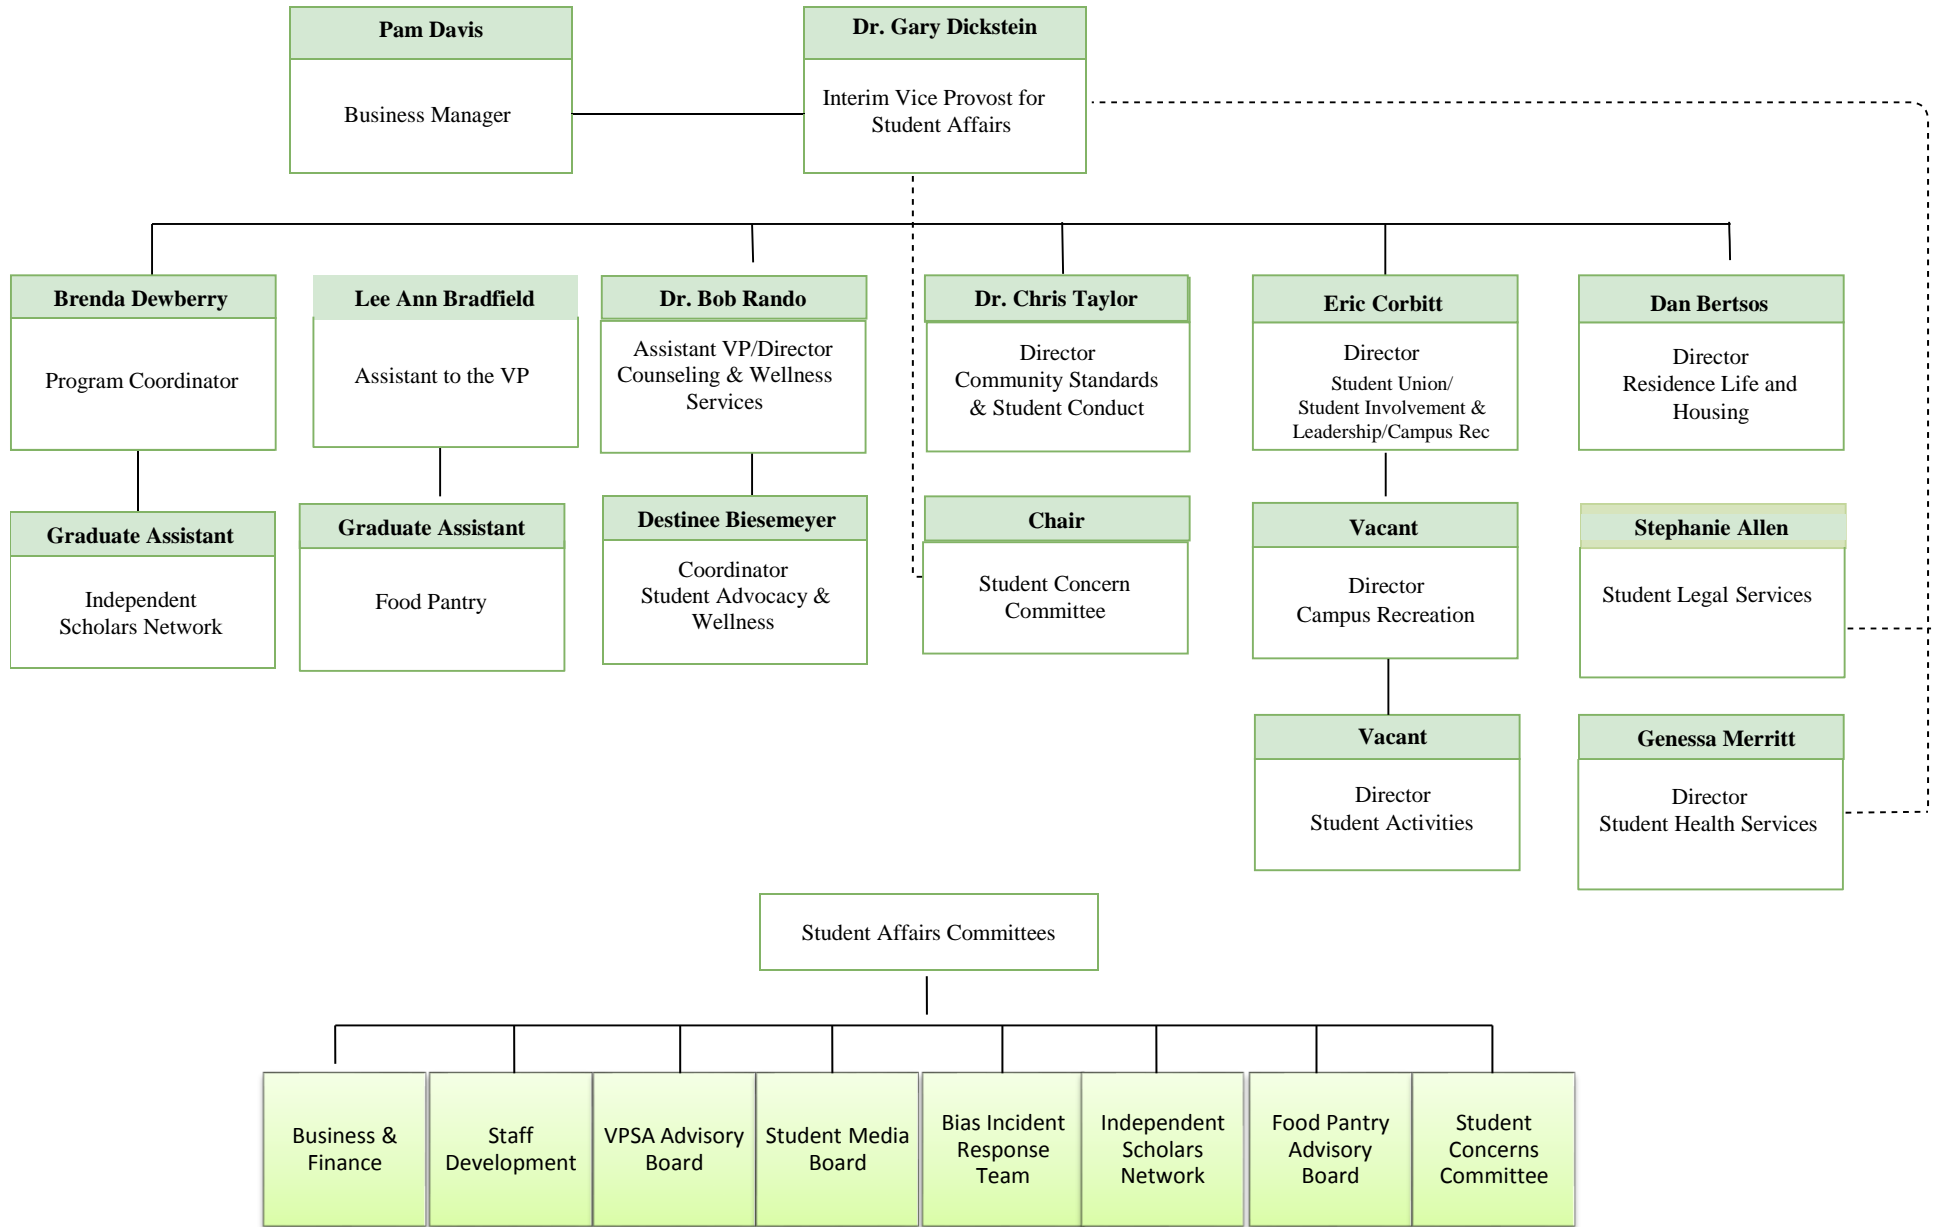 Pam Davis
Business Manager
Dr. Gary Dickstein
Interim Vice Provost for
Student Affairs
Brenda Dewberry
Program Coordinator
Lee Ann Bradfield
Assistant to the VP
Dr. Bob Rando
Assistant VP/Director
Counseling & Wellness
Services
Dr. Chris Taylor
Director
Community Standards
& Student Conduct
Eric Corbitt
Director
Student Union/
Student Involvement &
Leadership/Campus Rec
Dan Bertsos
Director
Residence Life and
Housing
Graduate Assistant
Independent
Scholars Network
Graduate Assistant
Food Pantry
Destinee Biesemeyer
Coordinator
Student Advocacy &
Wellness
Chair
Student Concern
Committee
Vacant
Director
Campus Recreation
Stephanie Allen
Student Legal Services
Vacant
Director
Student Activities
Genessa Merritt
Director
Student Health Services
Student Affairs Committees
Business &
Finance
Staff
Development
VPSA Advisory
Board
Student Media
Board
Bias Incident
Response
Team
Independent
Scholars
Network
Food Pantry
Advisory
Board
Student
Concerns
Committee